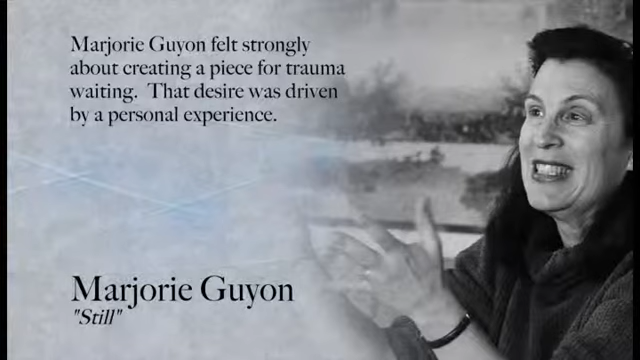 Marjorie Guyon felt strongly
about creating a piece for trauma
waiting. That desire was driven
by a personal experience.
Marjorie Guyon
"Still"